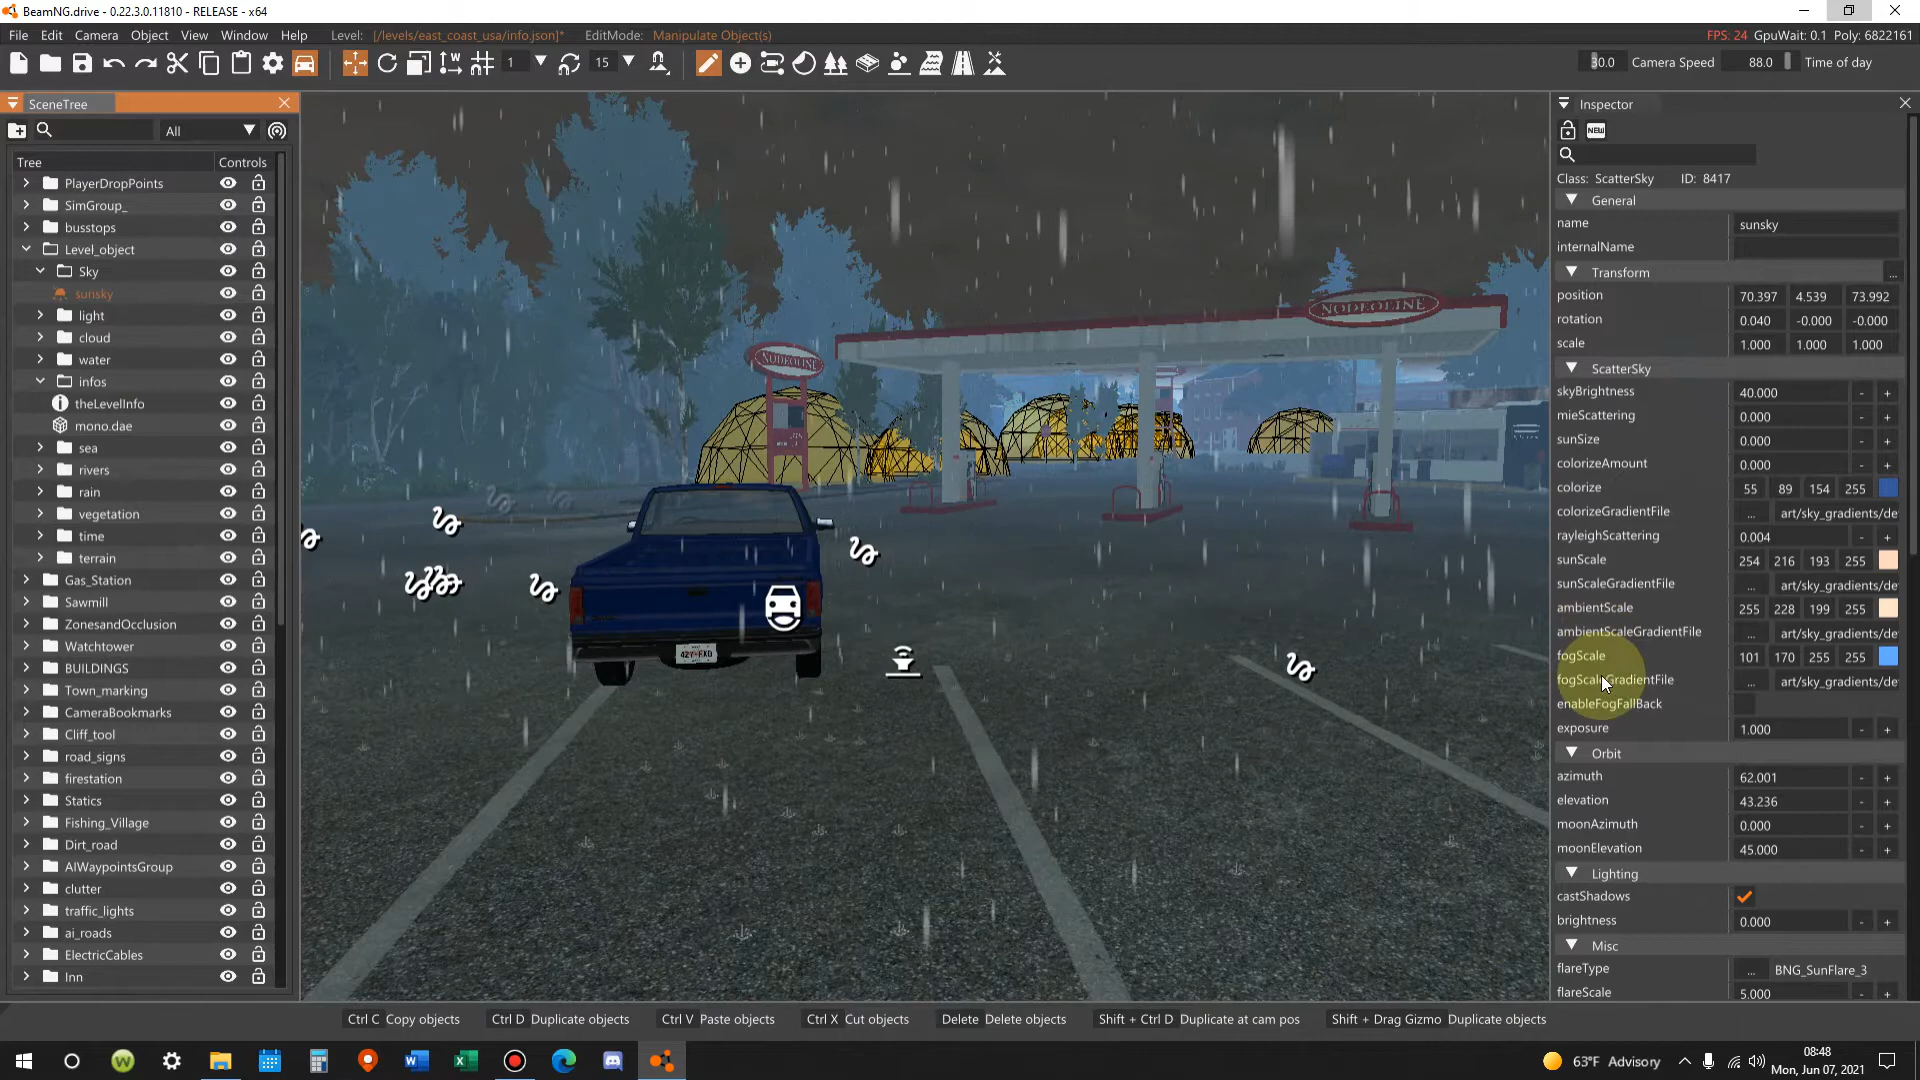 BeamNG.drive - 0.22.3.0.11810 - RELEASE - x64
File Edit Camera Object View Window Help Level: [/levels/east_coast_usa/info.json]* EditMode: Manipulate Object(s) FPS: 24 GpuWait: 0.1 Poly: 6822161
1 15 30.0 Camera Speed 88.0 Time of day
SceneTree
All
Tree Controls
PlayerDropPoints
SimGroup_
busstops
Level_object
Sky
sunsky
light
cloud
water
infos
theLevelInfo
mono.dae
sea
rivers
rain
vegetation
time
terrain
Gas_Station
Sawmill
ZonesandOcclusion
Watchtower
BUILDINGS
Town_marking
CameraBookmarks
Cliff_tool
road_signs
firestation
Statics
Fishing_Village
Dirt_road
AIWaypointsGroup
clutter
traffic_lights
ai_roads
ElectricCables
Inn
NODEOLINE
NODEOLINE
42Y-FXD
Inspector
NEW
Class: ScatterSky ID: 8417
General
name sunsky
internalName
Transform ...
position 70.397 4.539 73.992
rotation 0.040 -0.000 -0.000
scale 1.000 1.000 1.000
ScatterSky
skyBrightness 40.000 - +
mieScattering 0.000 - +
sunSize 0.000 - +
colorizeAmount 0.000 - +
colorize 55 89 154 255
colorizeGradientFile ... art/sky_gradients/de
rayleighScattering 0.004 - +
sunScale 254 216 193 255
sunScaleGradientFile ... art/sky_gradients/de
ambientScale 255 228 199 255
ambientScaleGradientFile ... art/sky_gradients/de
fogScale 101 170 255 255
fogScaleGradientFile ... art/sky_gradients/de
enableFogFallBack
exposure 1.000 - +
Orbit
azimuth 62.001 - +
elevation 43.236 - +
moonAzimuth 0.000 - +
moonElevation 45.000 - +
Lighting
castShadows
brightness 0.000 - +
Misc
flareType ... BNG_SunFlare_3
flareScale 5.000 - +
Ctrl C Copy objects Ctrl D Duplicate objects Ctrl V Paste objects Ctrl X Cut objects Delete Delete objects Shift + Ctrl D Duplicate at cam pos Shift + Drag Gizmo Duplicate objects
63°F Advisory
08:48
Mon, Jun 07, 2021